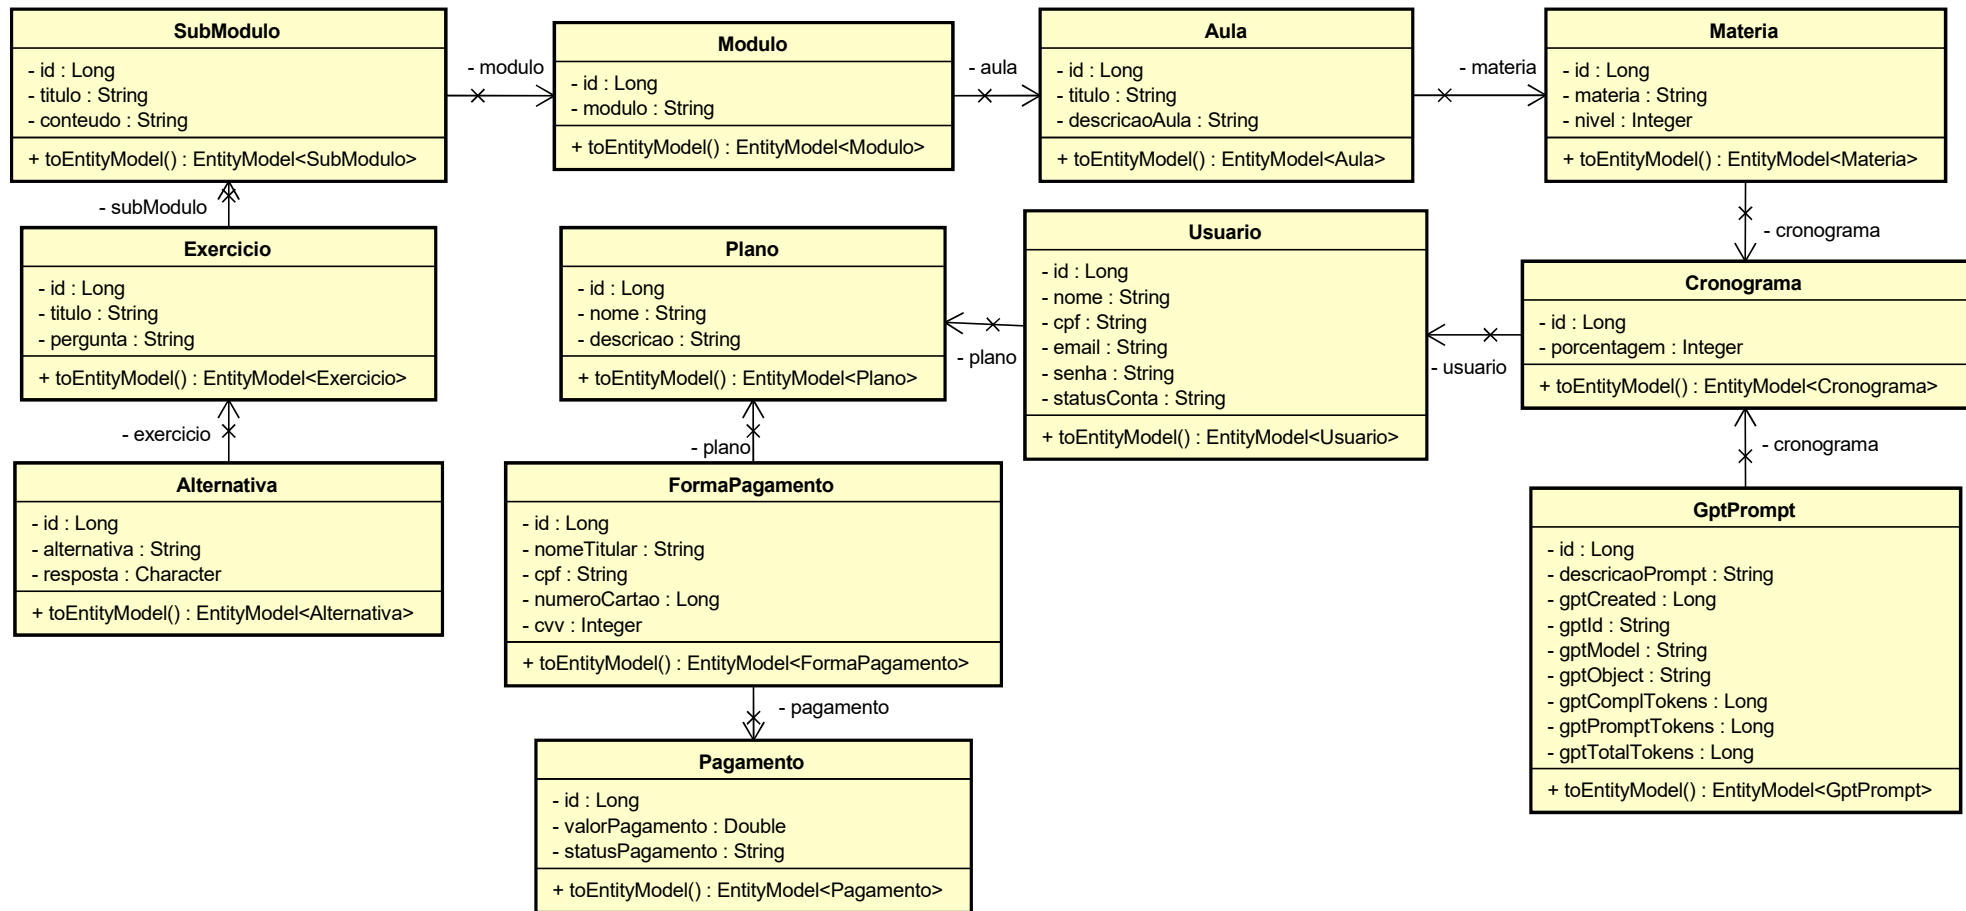 SubModulo
- id : Long
- titulo : String
- conteudo : String
+ toEntityModel() : EntityModel<SubModulo>
- modulo
Modulo
- id : Long
- modulo : String
+ toEntityModel() : EntityModel<Modulo>
- aula
Aula
- id : Long
- titulo : String
- descricaoAula : String
+ toEntityModel() : EntityModel<Aula>
- materia
Materia
- id : Long
- materia : String
- nivel : Integer
+ toEntityModel() : EntityModel<Materia>
- subModulo
- cronograma
Exercicio
- id : Long
- titulo : String
- pergunta : String
+ toEntityModel() : EntityModel<Exercicio>
Plano
- id : Long
- nome : String
- descricao : String
+ toEntityModel() : EntityModel<Plano>
- plano
Usuario
- id : Long
- nome : String
- cpf : String
- email : String
- senha : String
- statusConta : String
+ toEntityModel() : EntityModel<Usuario>
- usuario
Cronograma
- id : Long
- porcentagem : Integer
+ toEntityModel() : EntityModel<Cronograma>
- exercicio
- plano
- cronograma
Alternativa
- id : Long
- alternativa : String
- resposta : Character
+ toEntityModel() : EntityModel<Alternativa>
FormaPagamento
- id : Long
- nomeTitular : String
- cpf : String
- numeroCartao : Long
- cvv : Integer
+ toEntityModel() : EntityModel<FormaPagamento>
- pagamento
GptPrompt
- id : Long
- descricaoPrompt : String
- gptCreated : Long
- gptId : String
- gptModel : String
- gptObject : String
- gptComplTokens : Long
- gptPromptTokens : Long
- gptTotalTokens : Long
+ toEntityModel() : EntityModel<GptPrompt>
Pagamento
- id : Long
- valorPagamento : Double
- statusPagamento : String
+ toEntityModel() : EntityModel<Pagamento>